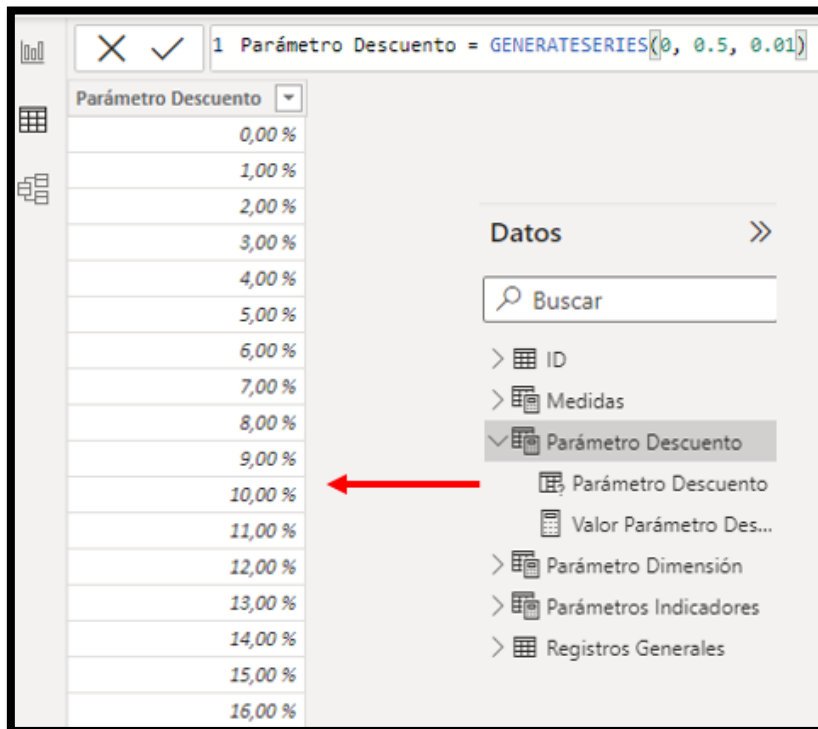 1 Parámetro Descuento = GENERATESERIES(0, 0.5, 0.01)
Parámetro Descuento
0,00 %
1,00 %
2,00 %
3,00 %
4,00 %
5,00 %
6,00 %
7,00 %
8,00 %
9,00 %
10,00 %
11,00 %
12,00 %
13,00 %
14,00 %
15,00 %
16,00 %
Datos
Buscar
ID
Medidas
Parámetro Descuento
Parámetro Descuento
Valor Parámetro Des...
Parámetro Dimensión
Parámetros Indicadores
Registros Generales